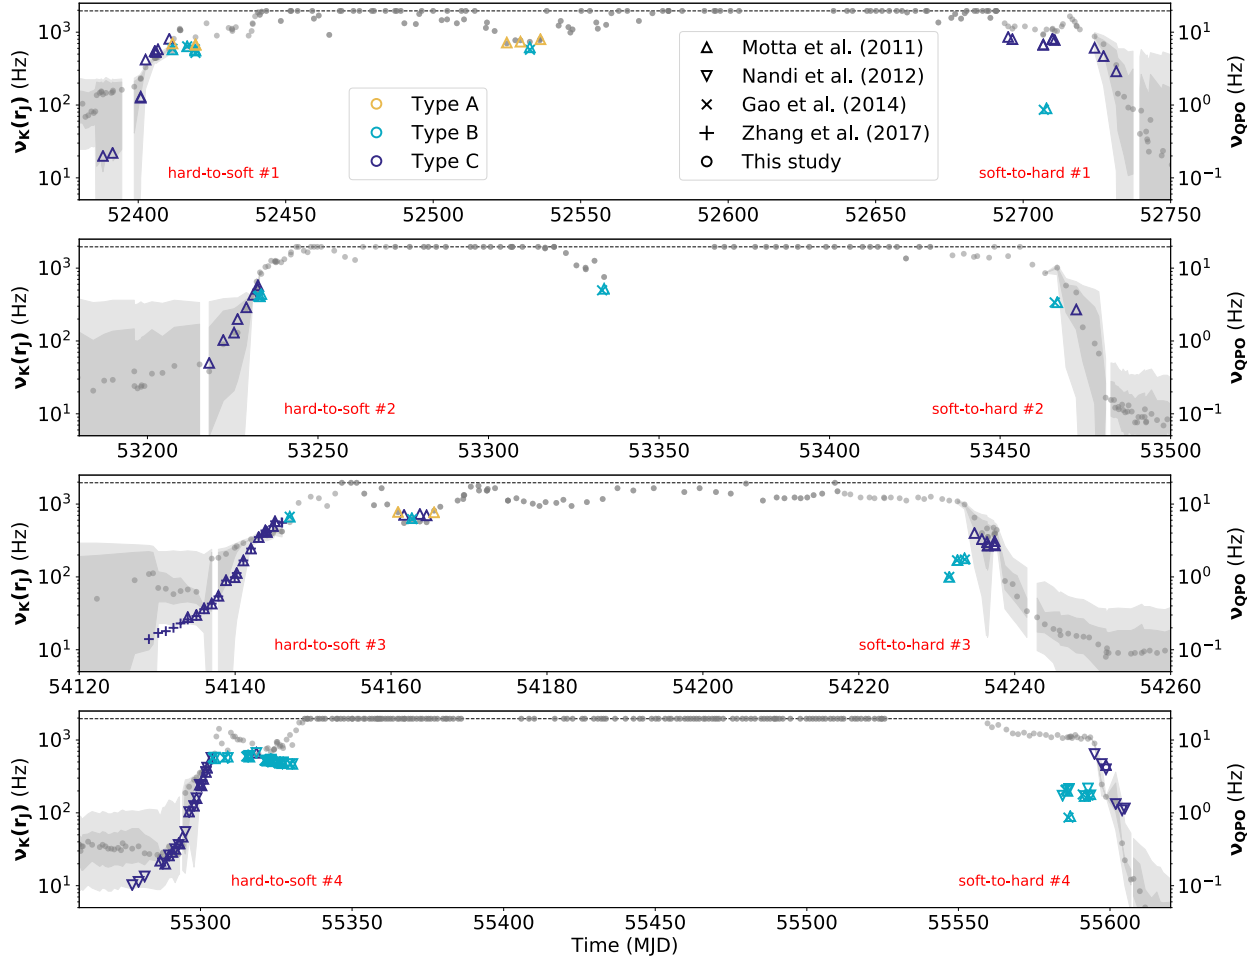 10³
10²
10¹
ν_K(r_J) (Hz)
10¹
10⁰
10⁻¹
ν_QPO (Hz)
Type A
Type B
Type C
Motta et al. (2011)
Nandi et al. (2012)
Gao et al. (2014)
Zhang et al. (2017)
This study
hard-to-soft #1
soft-to-hard #1
52400 52450 52500 52550 52600 52650 52700 52750
10³
10²
10¹
ν_K(r_J) (Hz)
10¹
10⁰
10⁻¹
ν_QPO (Hz)
hard-to-soft #2
soft-to-hard #2
53200 53250 53300 53350 53400 53450 53500
10³
10²
10¹
ν_K(r_J) (Hz)
10¹
10⁰
10⁻¹
ν_QPO (Hz)
hard-to-soft #3
soft-to-hard #3
54120 54140 54160 54180 54200 54220 54240 54260
10³
10²
10¹
ν_K(r_J) (Hz)
10¹
10⁰
10⁻¹
ν_QPO (Hz)
hard-to-soft #4
soft-to-hard #4
55300 55350 55400 55450 55500 55550 55600
Time (MJD)